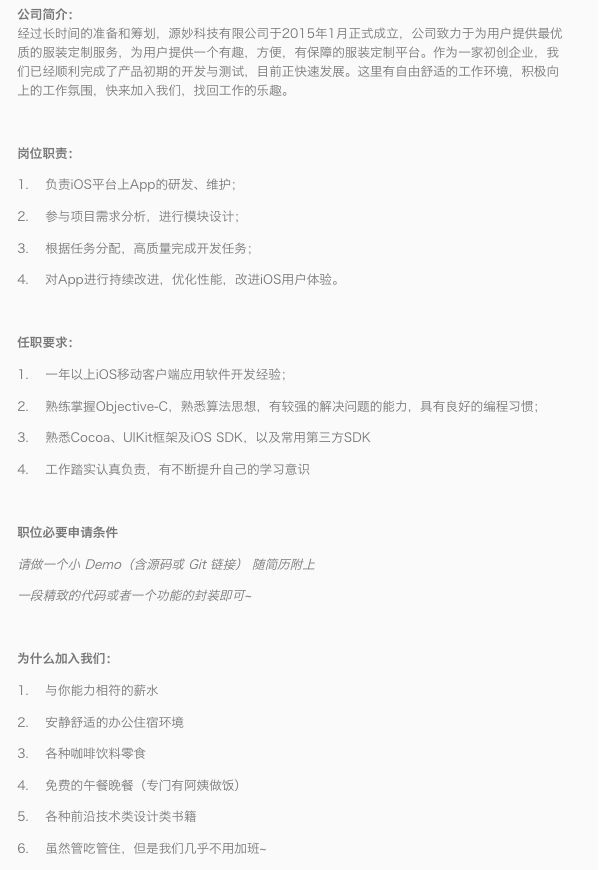 公司简介：
经过长时间的准备和筹划，源妙科技有限公司于2015年1月正式成立，公司致力于为用户提供最优
质的服装定制服务，为用户提供一个有趣，方便，有保障的服装定制平台。作为一家初创企业，我
们已经顺利完成了产品初期的开发与测试，目前正快速发展。这里有自由舒适的工作环境，积极向
上的工作氛围，快来加入我们，找回工作的乐趣。
岗位职责：
1. 负责iOS平台上App的研发、维护；
2. 参与项目需求分析，进行模块设计；
3. 根据任务分配，高质量完成开发任务；
4. 对App进行持续改进，优化性能，改进iOS用户体验。
任职要求：
1. 一年以上iOS移动客户端应用软件开发经验；
2. 熟练掌握Objective-C，熟悉算法思想，有较强的解决问题的能力，具有良好的编程习惯；
3. 熟悉Cocoa、UIKit框架及iOS SDK，以及常用第三方SDK
4. 工作踏实认真负责，有不断提升自己的学习意识
职位必要申请条件
请做一个小 Demo（含源码或 Git 链接） 随简历附上
一段精致的代码或者一个功能的封装即可~
为什么加入我们：
1. 与你能力相符的薪水
2. 安静舒适的办公住宿环境
3. 各种咖啡饮料零食
4. 免费的午餐晚餐（专门有阿姨做饭）
5. 各种前沿技术类设计类书籍
6. 虽然管吃管住，但是我们几乎不用加班~